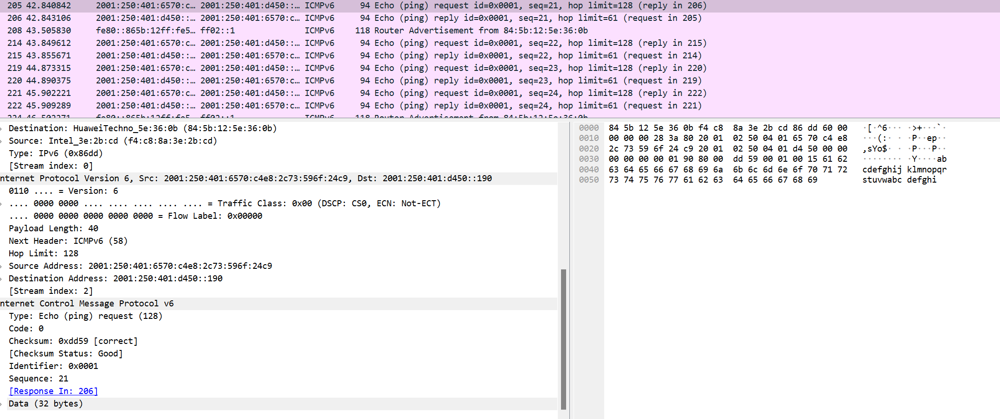 205 42.840842 2001:250:401:6570:c… 2001:250:401:d450::… ICMPv6 94 Echo (ping) request id=0x0001, seq=21, hop limit=128 (reply in 206)
206 42.843106 2001:250:401:d450::… 2001:250:401:6570:c… ICMPv6 94 Echo (ping) reply id=0x0001, seq=21, hop limit=61 (request in 205)
208 43.505830 fe80::865b:12ff:fe5… ff02::1 ICMPv6 118 Router Advertisement from 84:5b:12:5e:36:0b
214 43.849612 2001:250:401:6570:c… 2001:250:401:d450::… ICMPv6 94 Echo (ping) request id=0x0001, seq=22, hop limit=128 (reply in 215)
215 43.855671 2001:250:401:d450::… 2001:250:401:6570:c… ICMPv6 94 Echo (ping) reply id=0x0001, seq=22, hop limit=61 (request in 214)
219 44.873315 2001:250:401:6570:c… 2001:250:401:d450::… ICMPv6 94 Echo (ping) request id=0x0001, seq=23, hop limit=128 (reply in 220)
220 44.890375 2001:250:401:d450::… 2001:250:401:6570:c… ICMPv6 94 Echo (ping) reply id=0x0001, seq=23, hop limit=61 (request in 219)
221 45.902221 2001:250:401:6570:c… 2001:250:401:d450::… ICMPv6 94 Echo (ping) request id=0x0001, seq=24, hop limit=128 (reply in 222)
222 45.909289 2001:250:401:d450::… 2001:250:401:6570:c… ICMPv6 94 Echo (ping) reply id=0x0001, seq=24, hop limit=61 (request in 221)
Destination: HuaweiTechno_5e:36:0b (84:5b:12:5e:36:0b)
Source: Intel_3e:2b:cd (f4:c8:8a:3e:2b:cd)
Type: IPv6 (0x86dd)
[Stream index: 0]
nternet Protocol Version 6, Src: 2001:250:401:6570:c4e8:2c73:596f:24c9, Dst: 2001:250:401:d450::190
0110 .... = Version: 6
.... 0000 0000 .... .... .... .... .... = Traffic Class: 0x00 (DSCP: CS0, ECN: Not-ECT)
.... 0000 0000 0000 0000 0000 = Flow Label: 0x00000
Payload Length: 40
Next Header: ICMPv6 (58)
Hop Limit: 128
Source Address: 2001:250:401:6570:c4e8:2c73:596f:24c9
Destination Address: 2001:250:401:d450::190
[Stream index: 2]
nternet Control Message Protocol v6
Type: Echo (ping) request (128)
Code: 0
Checksum: 0xdd59 [correct]
[Checksum Status: Good]
Identifier: 0x0001
Sequence: 21
[Response In: 206]
Data (32 bytes)
0000 84 5b 12 5e 36 0b f4 c8 8a 3e 2b cd 86 dd 60 00 ·[·^6··· ·>+···`·
0010 00 00 00 28 3a 80 20 01 02 50 04 01 65 70 c4 e8 ···(:· · ·P··ep··
0020 2c 73 59 6f 24 c9 20 01 02 50 04 01 d4 50 00 00 ,sYo$· · ·P···P··
0030 00 00 00 00 01 90 80 00 dd 59 00 01 00 15 61 62 ········ ·Y····ab
0040 63 64 65 66 67 68 69 6a 6b 6c 6d 6e 6f 70 71 72 cdefghij klmnopqr
0050 73 74 75 76 77 61 62 63 64 65 66 67 68 69 stuvwabc defghi